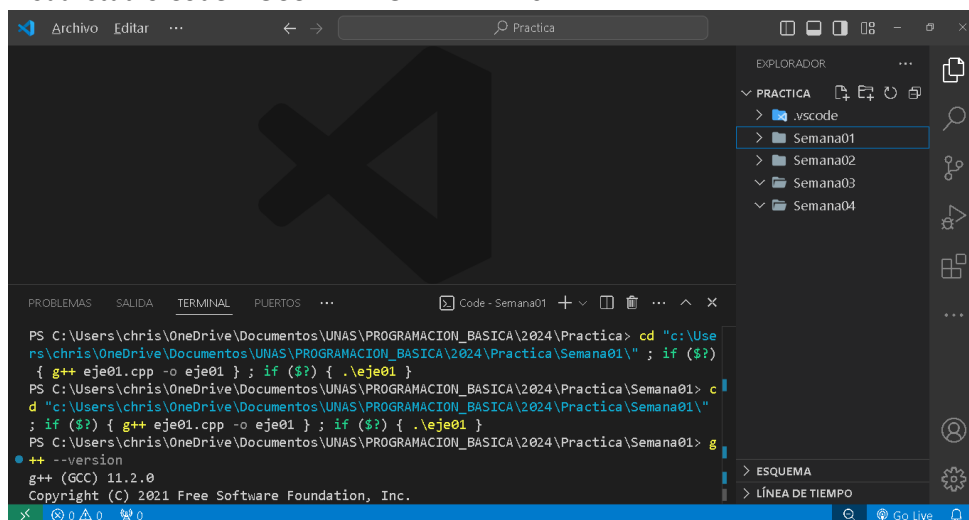 Archivo Editar ···
Practica
EXPLORADOR ···
PRACTICA
.vscode
Semana01
Semana02
Semana03
Semana04
PROBLEMAS SALIDA TERMINAL PUERTOS ···
Code - Semana01
PS C:\Users\chris\OneDrive\Documentos\UNAS\PROGRAMACION_BASICA\2024\Practica> cd "c:\Use
rs\chris\OneDrive\Documentos\UNAS\PROGRAMACION_BASICA\2024\Practica\Semana01\" ; if ($?)
{ g++ eje01.cpp -o eje01 } ; if ($?) { .\eje01 }
PS C:\Users\chris\OneDrive\Documentos\UNAS\PROGRAMACION_BASICA\2024\Practica\Semana01> c
d "c:\Users\chris\OneDrive\Documentos\UNAS\PROGRAMACION_BASICA\2024\Practica\Semana01\"
; if ($?) { g++ eje01.cpp -o eje01 } ; if ($?) { .\eje01 }
PS C:\Users\chris\OneDrive\Documentos\UNAS\PROGRAMACION_BASICA\2024\Practica\Semana01> g
++ --version
g++ (GCC) 11.2.0
Copyright (C) 2021 Free Software Foundation, Inc.
ESQUEMA
LÍNEA DE TIEMPO
0 0 0
Go Live